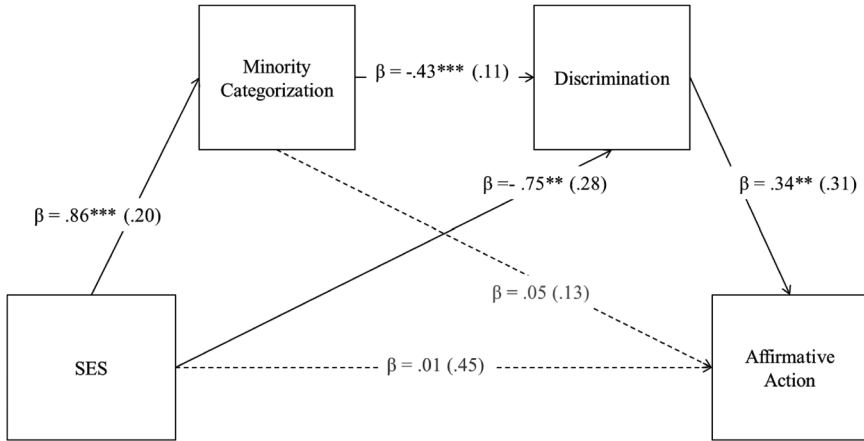 Minority
Categorization
β = -.43*** (.11)
Discrimination
β =- .75** (.28)
β = .34** (.31)
β = .86*** (.20)
β = .05 (.13)
SES
β = .01 (.45)
Affirmative
Action